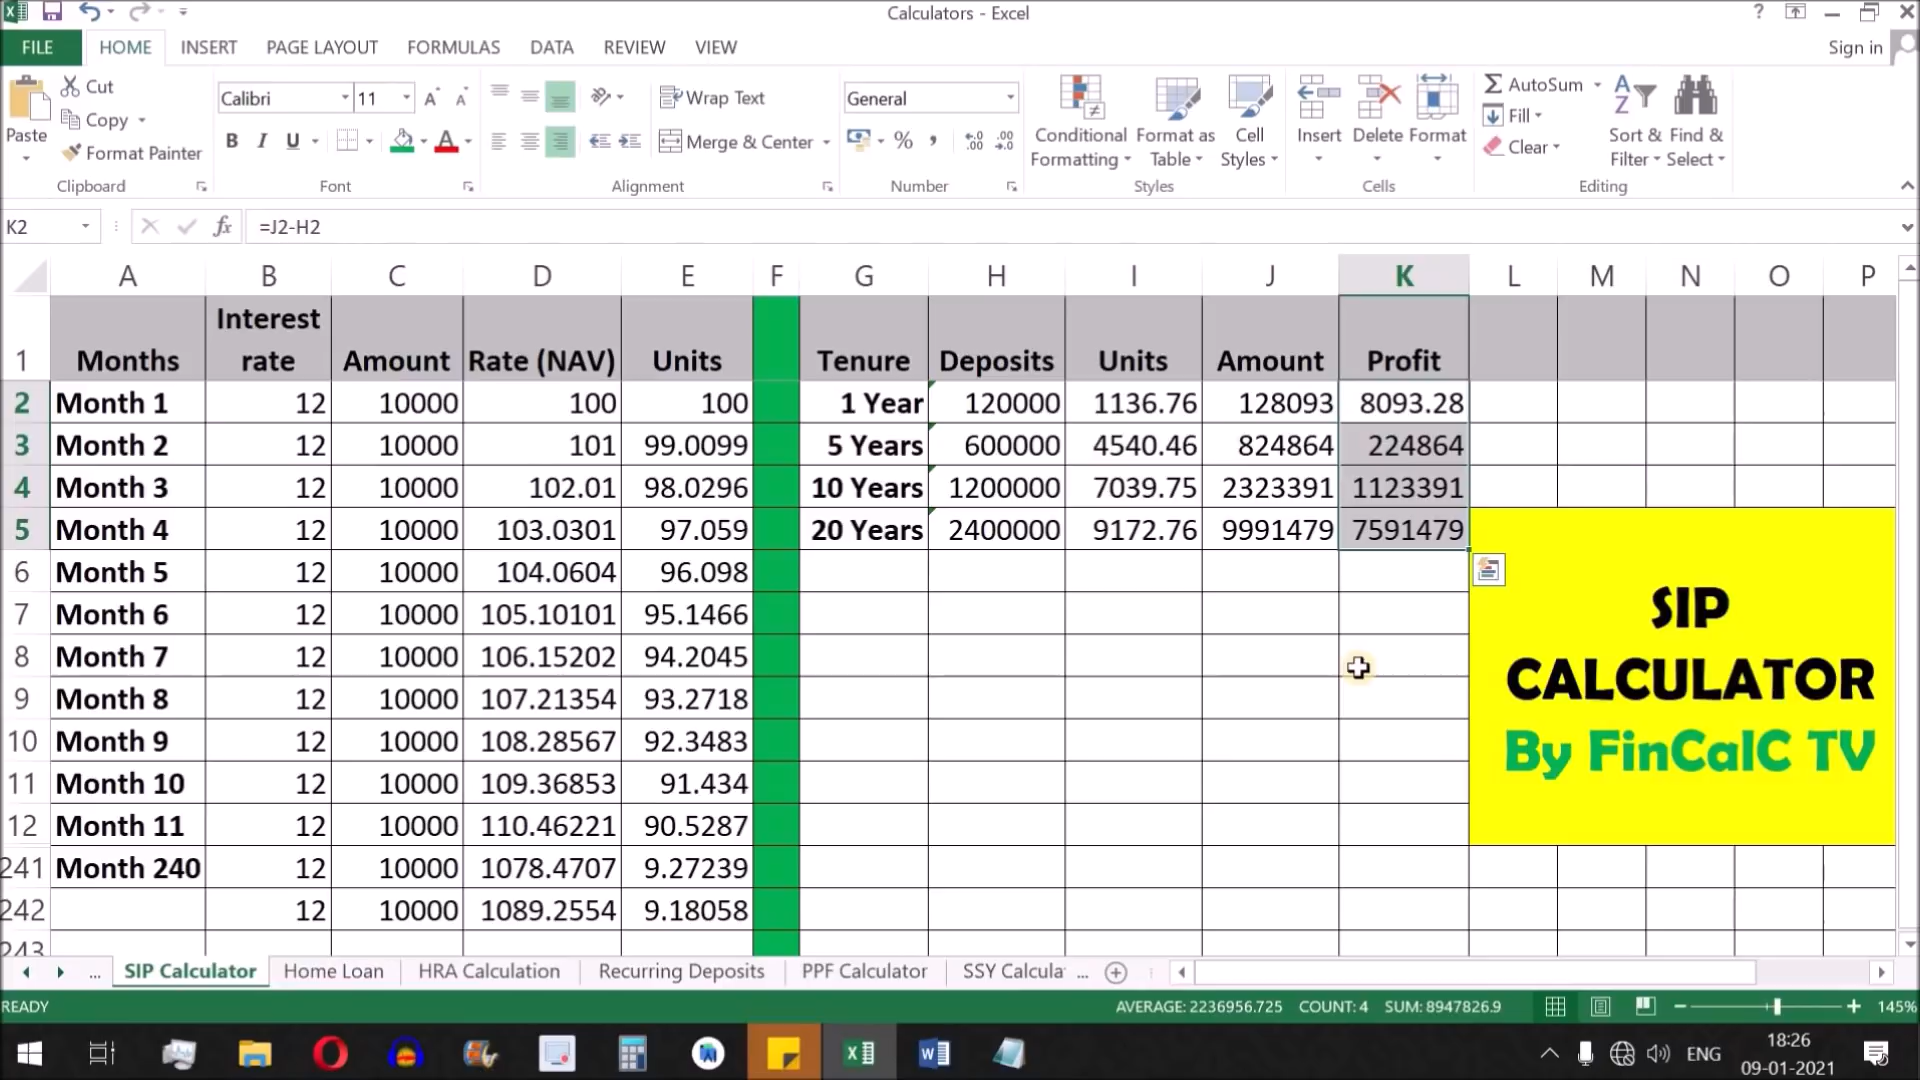 Calculators - Excel
?
FILE HOME INSERT PAGE LAYOUT FORMULAS DATA REVIEW VIEW Sign in
Paste
Cut
Copy
Format Painter
Clipboard
Calibri 11
B I U
Font
Wrap Text
Merge & Center
Alignment
General
%
Number
Conditional Formatting
Format as Table
Cell Styles
Styles
Insert Delete Format
Cells
AutoSum
Fill
Clear
Sort & Filter
Find & Select
Editing
K2 fx =J2-H2
A B C D E F G H I J K L M N O P
1 Months Interest rate Amount Rate (NAV) Units Tenure Deposits Units Amount Profit
2 Month 1 12 10000 100 100 1 Year 120000 1136.76 128093 8093.28
3 Month 2 12 10000 101 99.0099 5 Years 600000 4540.46 824864 224864
4 Month 3 12 10000 102.01 98.0296 10 Years 1200000 7039.75 2323391 1123391
5 Month 4 12 10000 103.0301 97.059 20 Years 2400000 9172.76 9991479 7591479
6 Month 5 12 10000 104.0604 96.098
7 Month 6 12 10000 105.10101 95.1466
8 Month 7 12 10000 106.15202 94.2045
9 Month 8 12 10000 107.21354 93.2718
10 Month 9 12 10000 108.28567 92.3483
11 Month 10 12 10000 109.36853 91.434
12 Month 11 12 10000 110.46221 90.5287
241 Month 240 12 10000 1078.4707 9.27239
242 12 10000 1089.2554 9.18058
243
SIP
CALCULATOR
By FinCalC TV
... SIP Calculator Home Loan HRA Calculation Recurring Deposits PPF Calculator SSY Calcula ...
READY AVERAGE: 2236956.725 COUNT: 4 SUM: 8947826.9 145%
ENG 18:26
09-01-2021